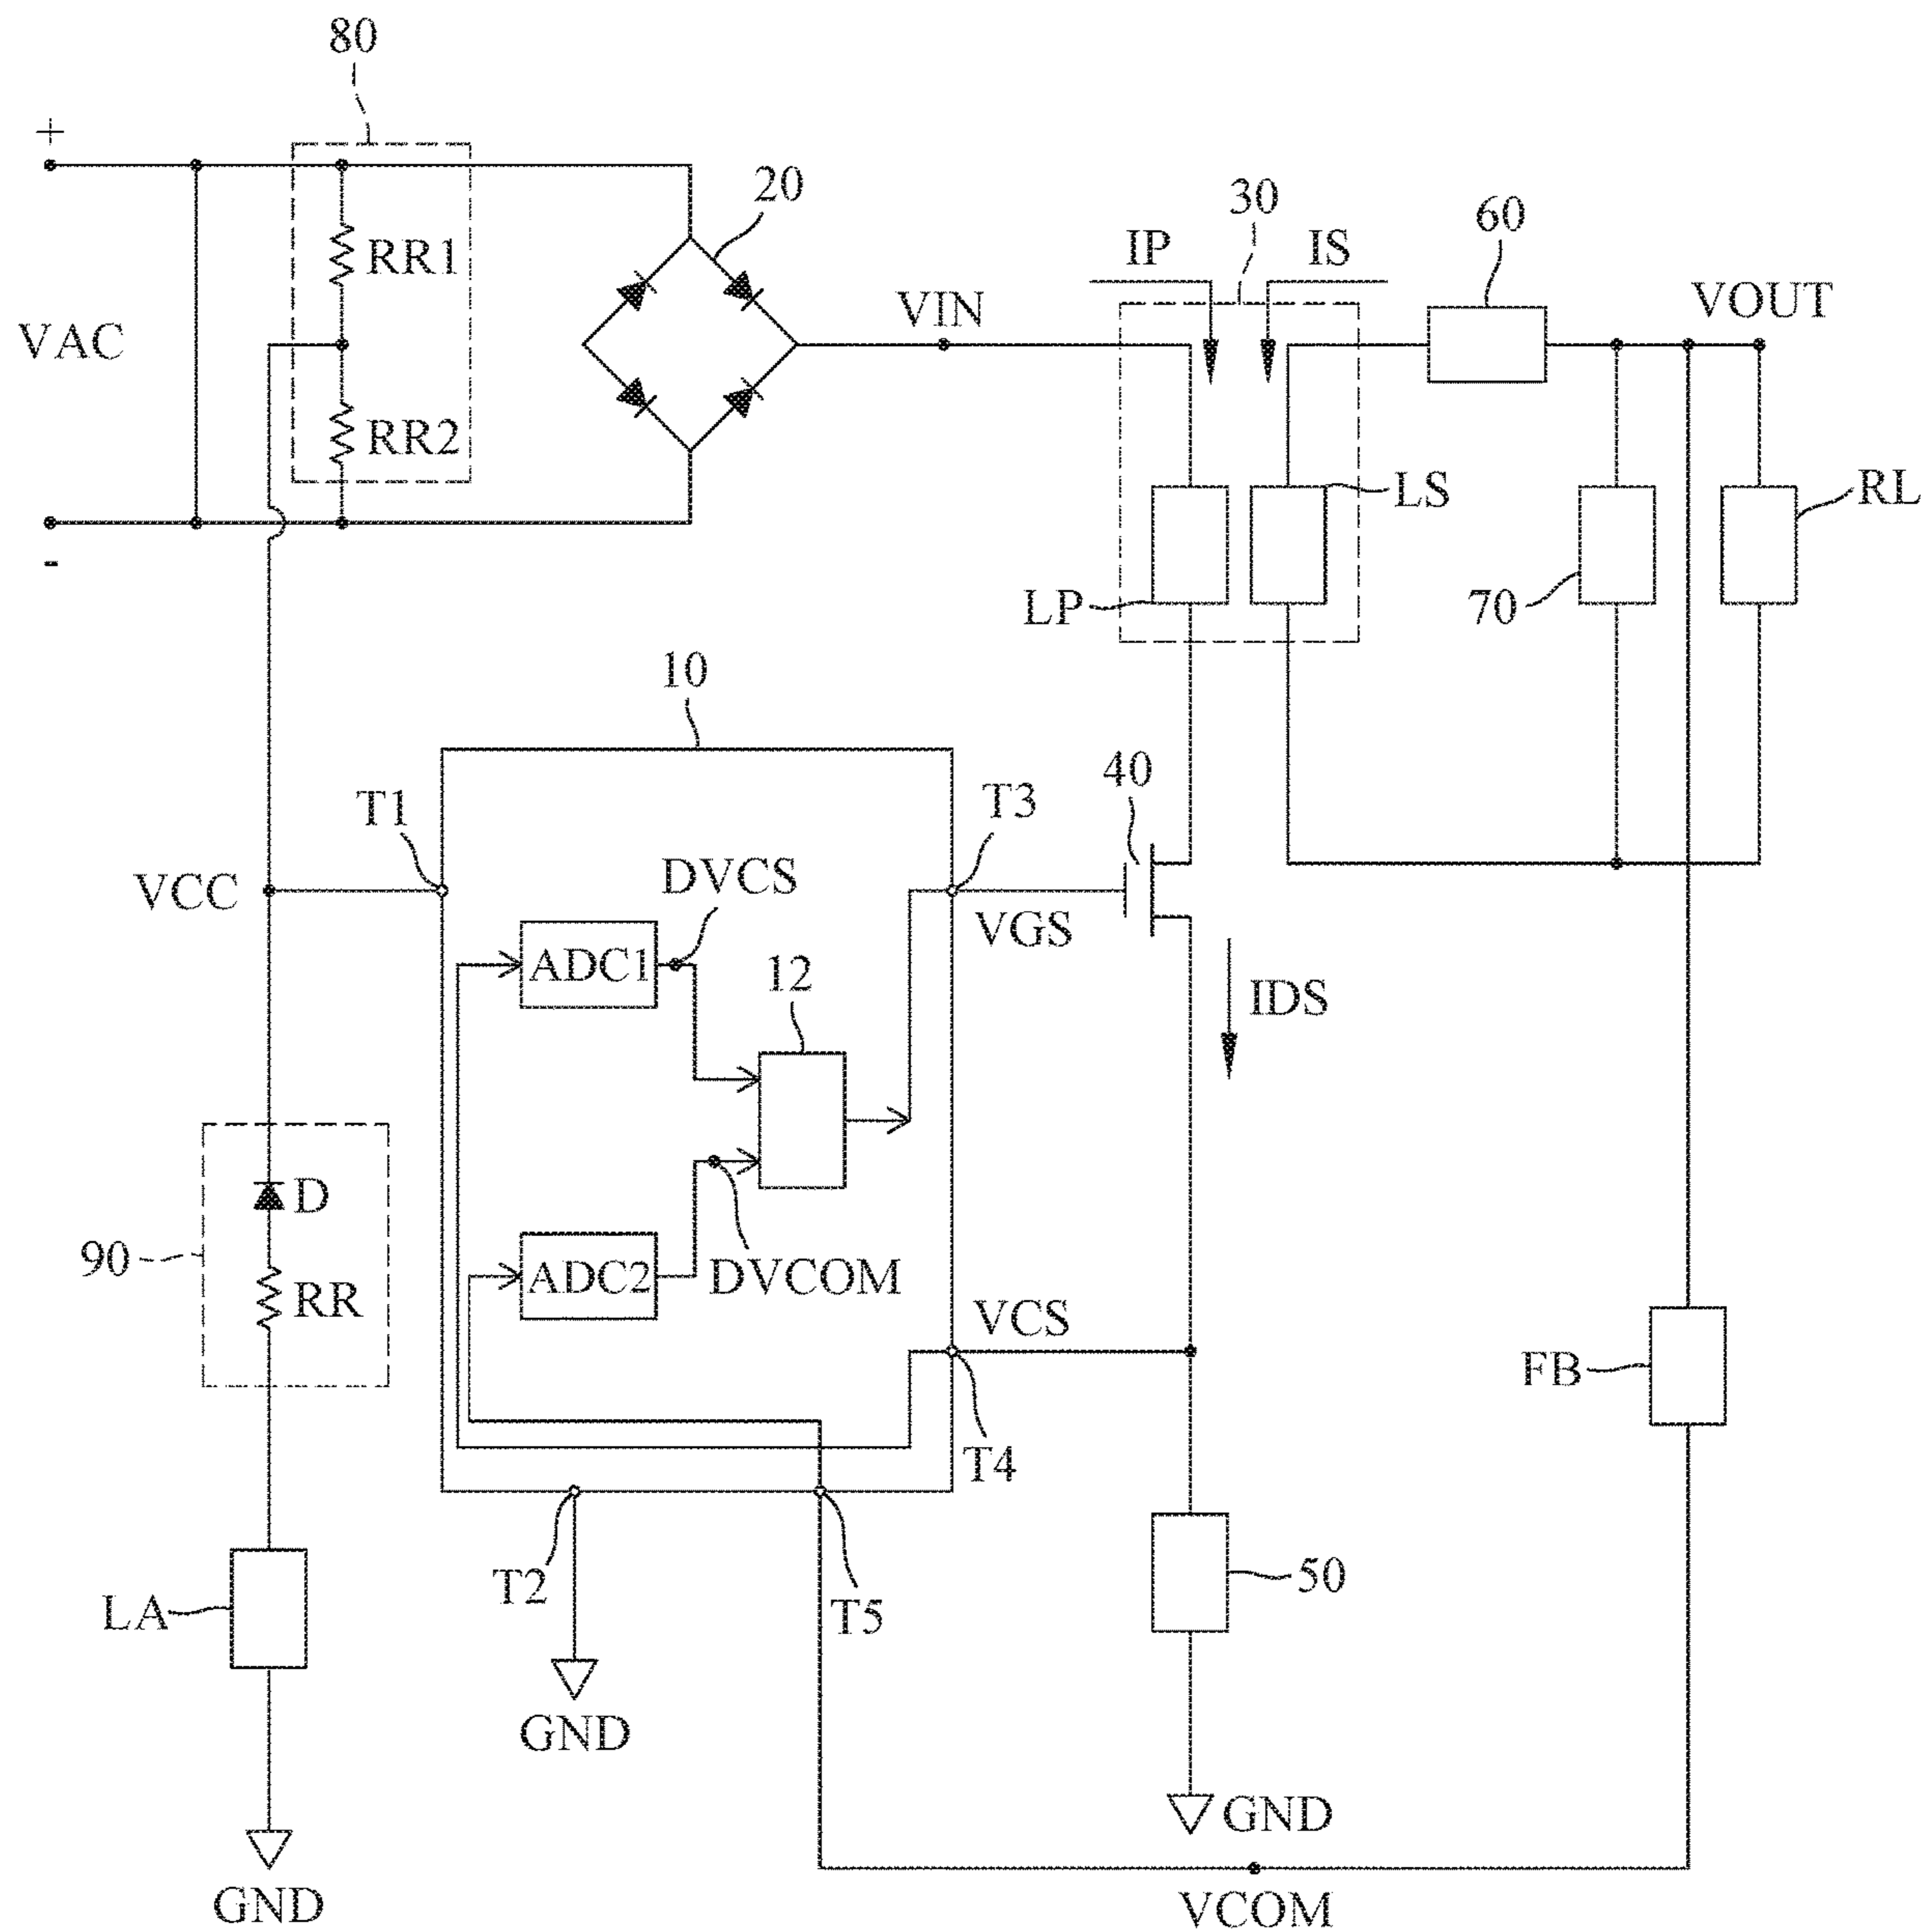 80
+
20
30
60
RR1
IP
IS
VAC
VIN
VOUT
RR2
LS
RL
-
LP
70
10
40
T1
T3
DVCS
VCC
VGS
ADC1
12
IDS
D
90
RR
ADC2
DVCOM
VCS
FB
T4
T2
T5
50
LA
GND
GND
GND
VCOM